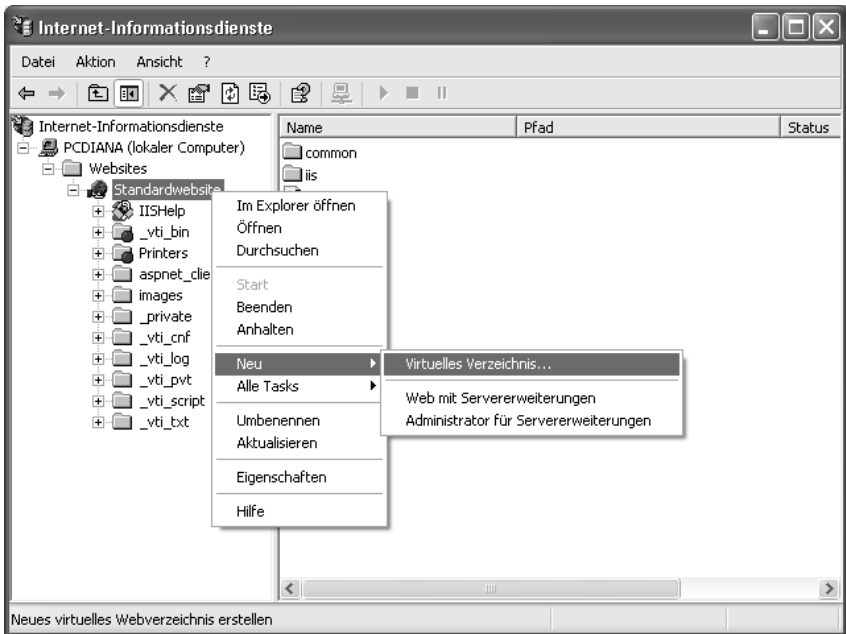 Internet-Informationsdienste
Datei Aktion Ansicht ?
Internet-Informationsdienste
PCDIANA (lokaler Computer)
Websites
Standardwebsite
IISHelp
_vti_bin
Printers
aspnet_clie
images
_private
_vti_cnf
_vti_log
_vti_pvt
_vti_script
_vti_txt
Name Pfad Status
common
iis
Im Explorer öffnen
Öffnen
Durchsuchen
Start
Beenden
Anhalten
Neu
Alle Tasks
Umbenennen
Aktualisieren
Eigenschaften
Hilfe
Virtuelles Verzeichnis...
Web mit Servererweiterungen
Administrator für Servererweiterungen
Neues virtuelles Webverzeichnis erstellen